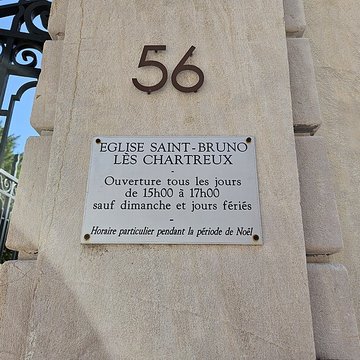 56
EGLISE SAINT-BRUNO
LÈS CHARTREUX
-
Ouverture tous les jours
de 15h00 à 17h00
sauf dimanche et jours fériés
-
Horaire particulier pendant la période de Noël